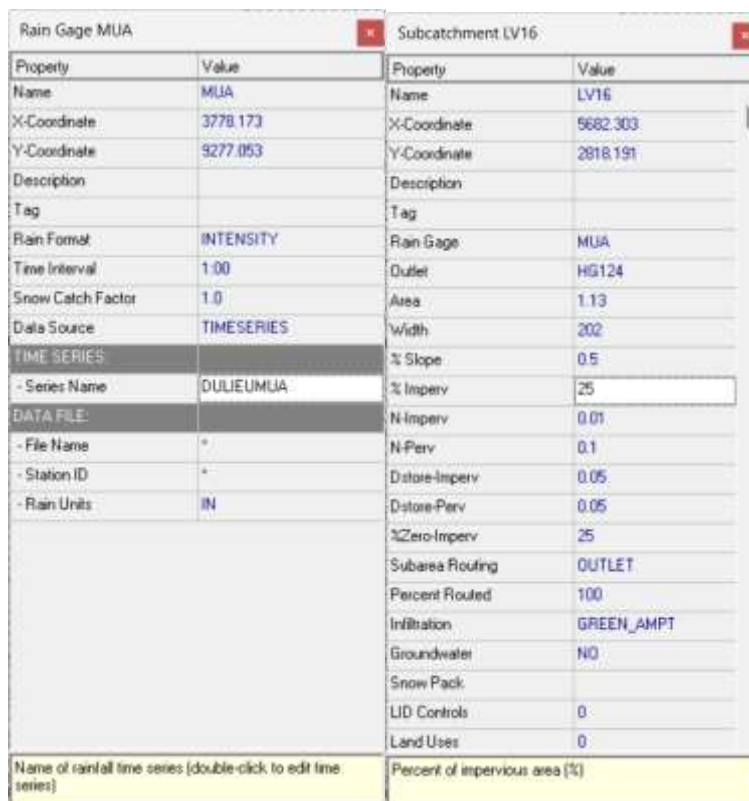 Rain Gage MUA
Property Value
Name MUA
X-Coordinate 3778.173
Y-Coordinate 9277.053
Description
Tag
Rain Format INTENSITY
Time Interval 1:00
Snow Catch Factor 1.0
Data Source TIMESERIES
TIME SERIES:
- Series Name DULIEUMUA
DATA FILE:
- File Name *
- Station ID *
- Rain Units IN
Name of rainfall time series (double-click to edit time
series)
Subcatchment LV16
Property Value
Name LV16
X-Coordinate 5682.303
Y-Coordinate 2818.191
Description
Tag
Rain Gage MUA
Outlet HG124
Area 1.13
Width 202
% Slope 0.5
% Imperv 25
N-Imperv 0.01
N-Perv 0.1
Dstore-Imperv 0.05
Dstore-Perv 0.05
%Zero-Imperv 25
Subarea Routing OUTLET
Percent Routed 100
Infiltration GREEN_AMPT
Groundwater NO
Snow Pack
LID Controls 0
Land Uses 0
Percent of impervious area (%)